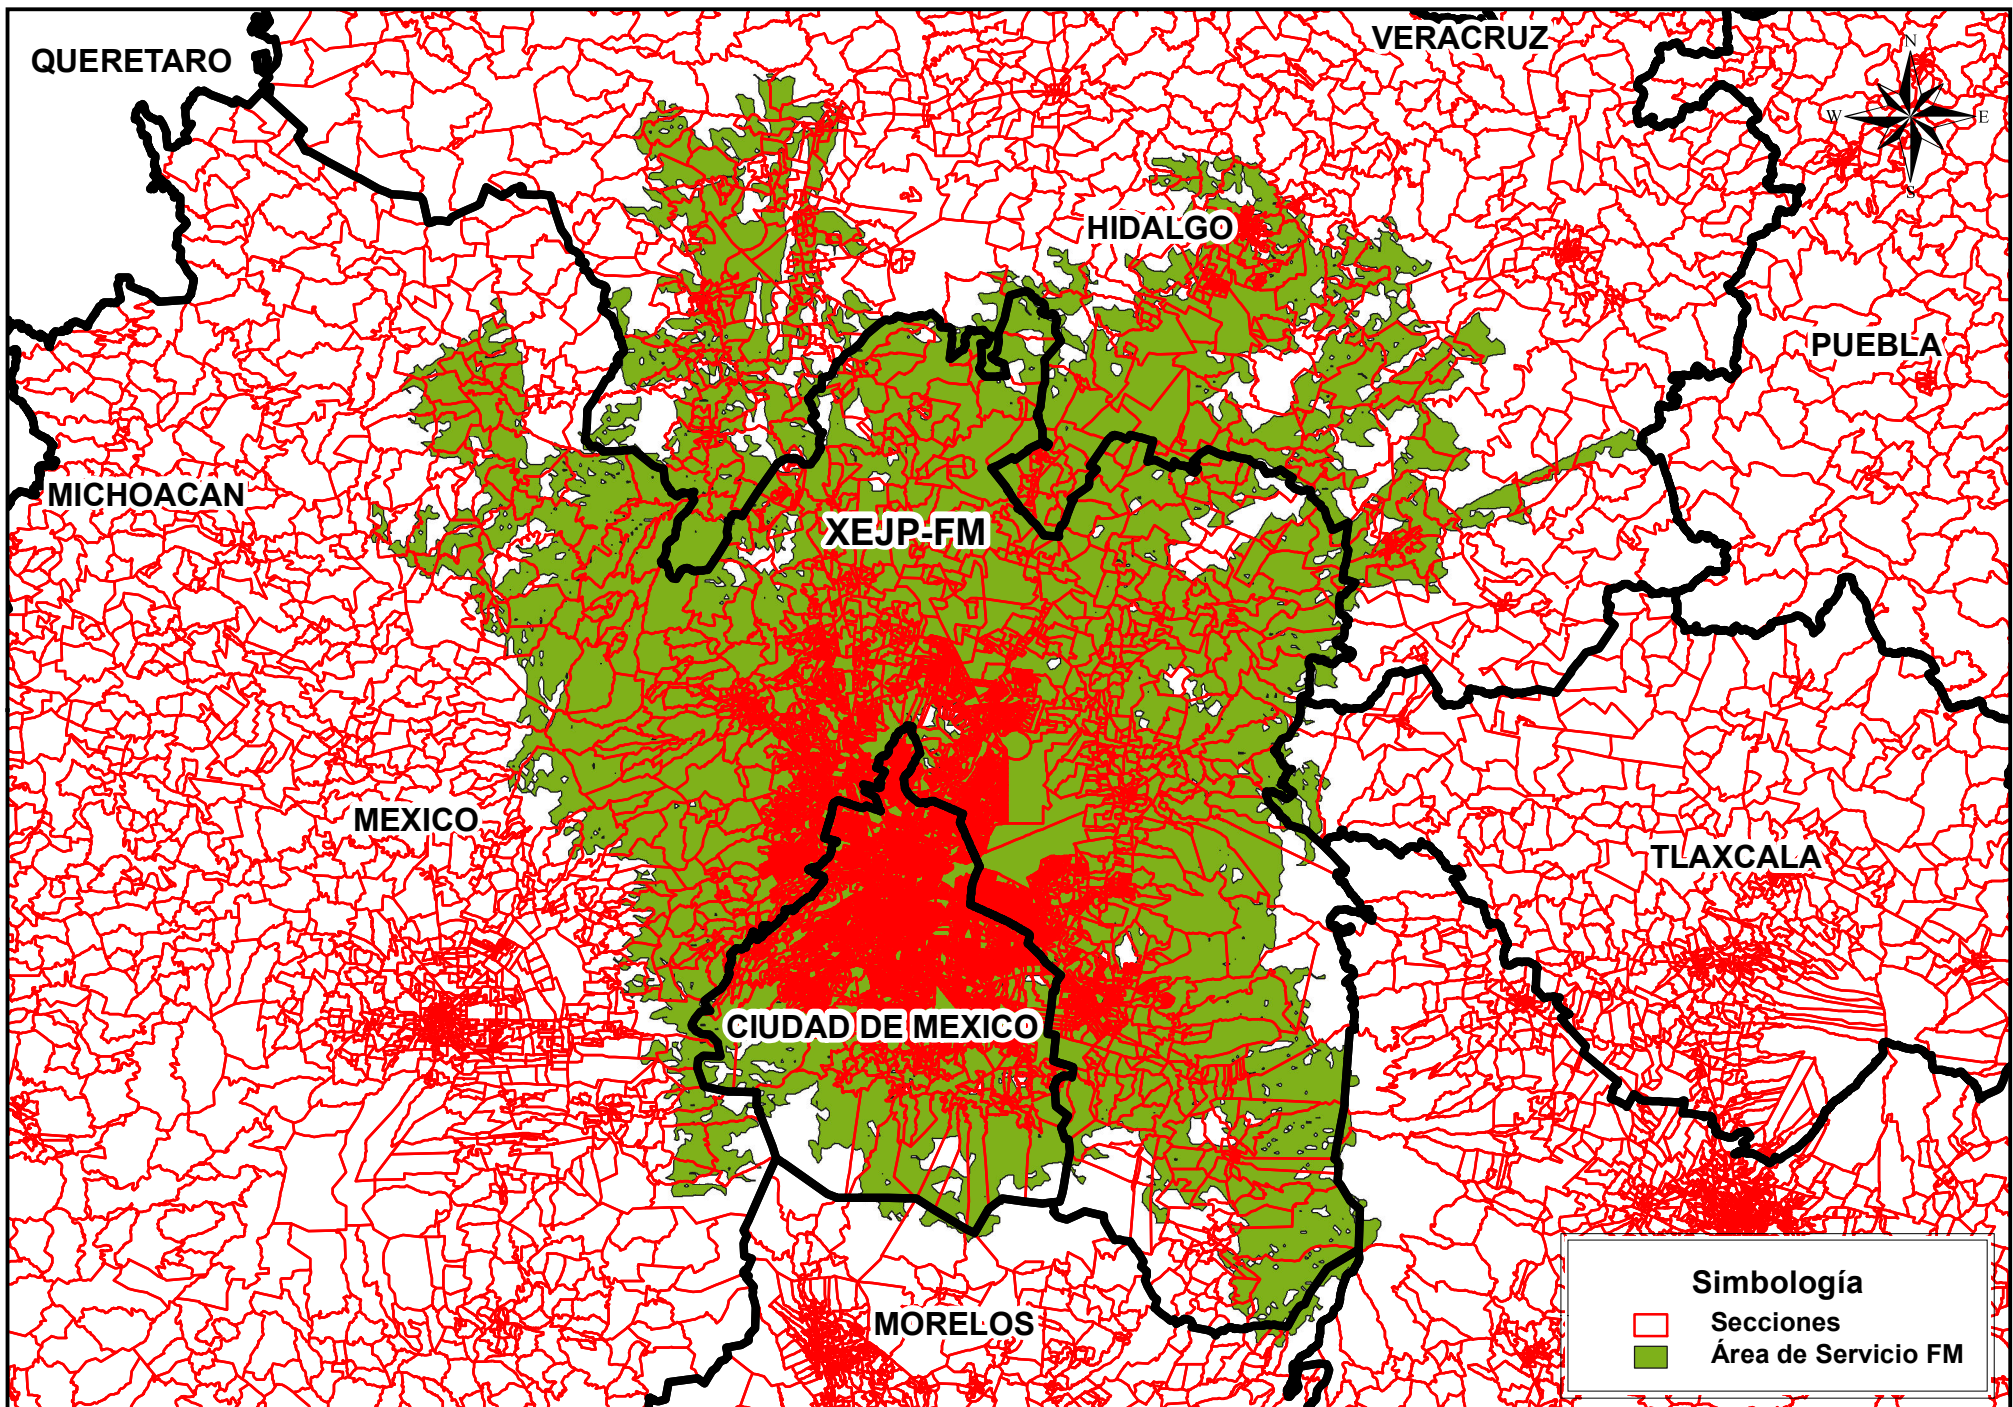 QUERETARO
VERACRUZ
N
W
E
S
HIDALGO
PUEBLA
MICHOACAN
XEJP-FM
MEXICO
TLAXCALA
CIUDAD DE MEXICO
MORELOS
Simbología
Secciones
Área de Servicio FM